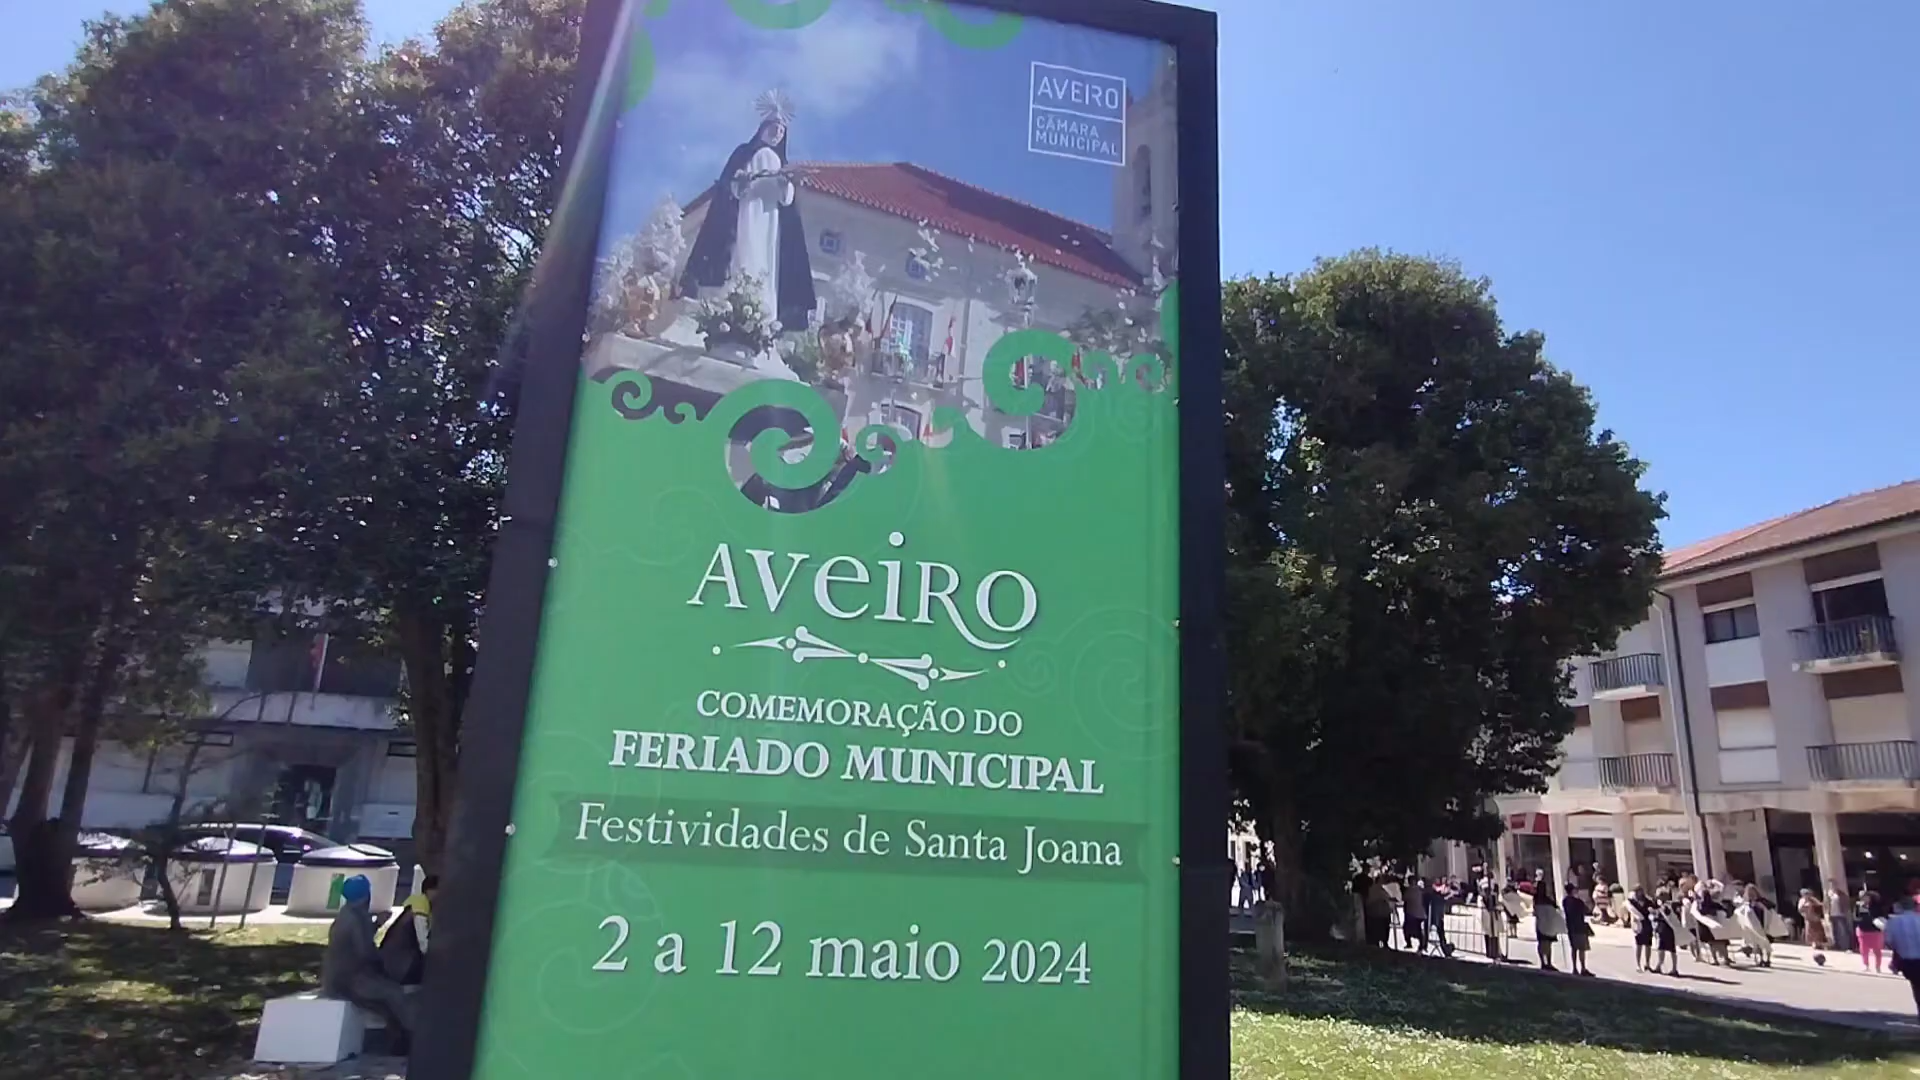 AVEIRO
CÂMARA
MUNICIPAL
AVeiRO
COMEMORAÇÃO DO
FERIADO MUNICIPAL
Festividades de Santa Joana
2 a 12 maio 2024